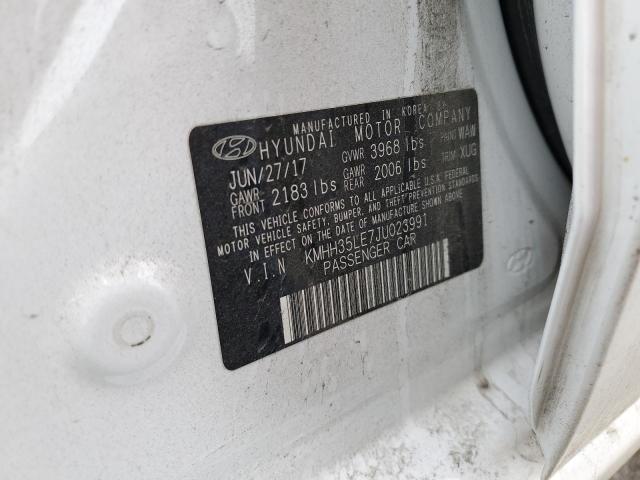 MANUFACTURED IN KOREA BY
HYUNDAI MOTOR COMPANY
JUN/27/17 GVWR 3968 lbs PAINT WAW
GAWR FRONT 2183 lbs GAWR REAR 2006 lbs TRIM XUG
THIS VEHICLE CONFORMS TO ALL APPLICABLE U.S.A. FEDERAL
MOTOR VEHICLE SAFETY, BUMPER, AND THEFT PREVENTION STANDARDS
IN EFFECT ON THE DATE OF MANUFACTURE SHOWN ABOVE.
V.I.N KMHH35LE7JU023991
PASSENGER CAR